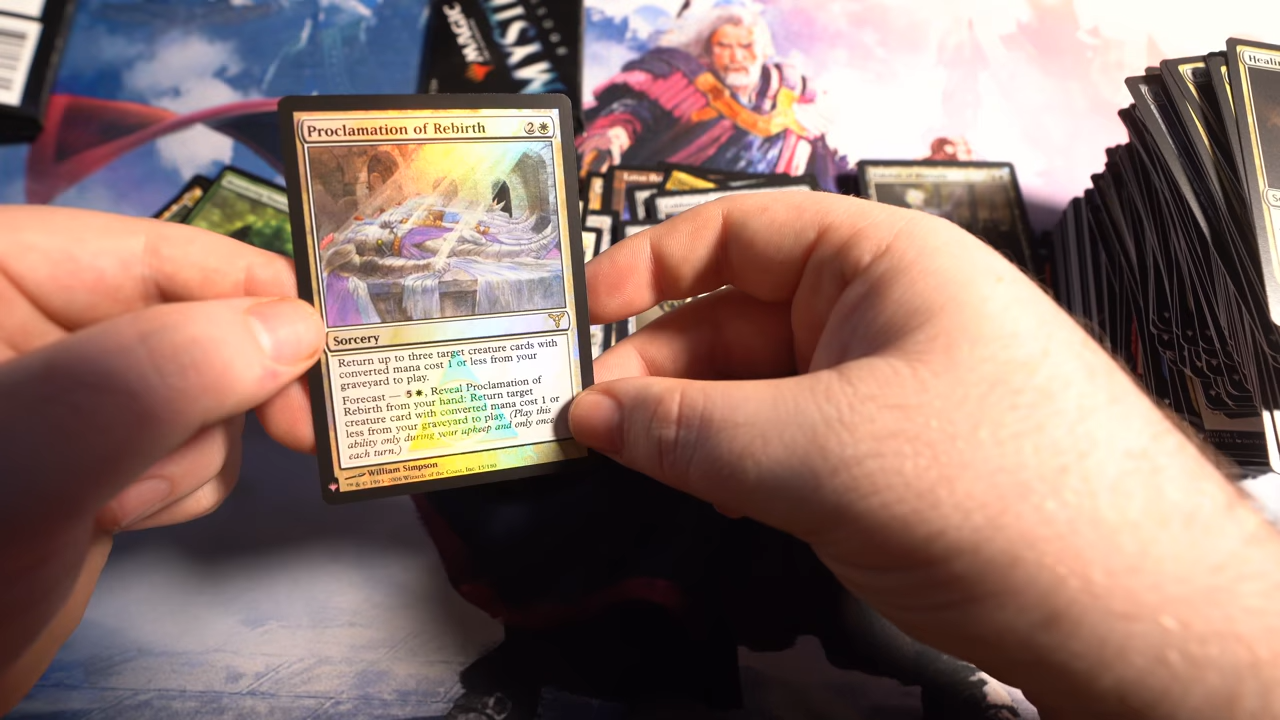 MAGIC
MYS
Proclamation of Rebirth 2
Sorcery
Return up to three target creature cards with
converted mana cost 1 or less from your
graveyard to play.
Forecast — 5, Reveal Proclamation of
Rebirth from your hand: Return target
creature card with converted mana cost 1 or
less from your graveyard to play. (Play this
ability only during your upkeep and only once
each turn.)
William Simpson
™ & © 1993-2006 Wizards of the Coast, Inc. 15/180
Heali